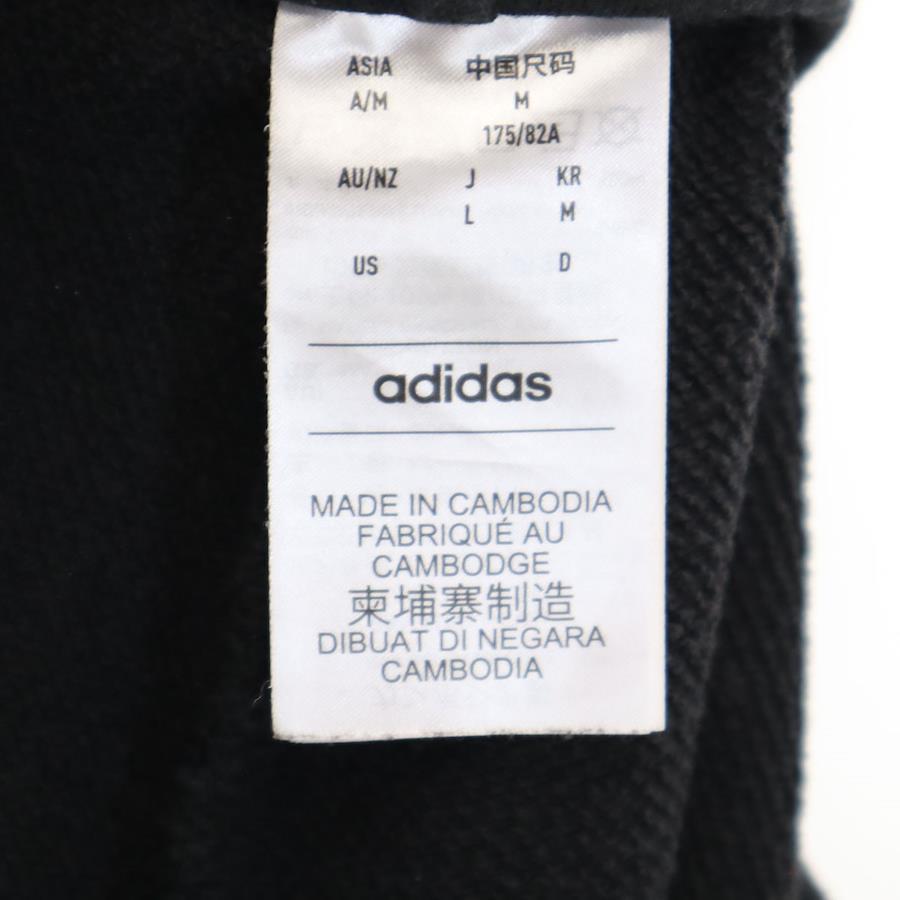 ASIA 中国尺码
A/M M
175/82A
AU/NZ J KR
L M
US D
adidas
MADE IN CAMBODIA
FABRIQUÉ AU
CAMBODGE
柬埔寨制造
DIBUAT DI NEGARA
CAMBODIA